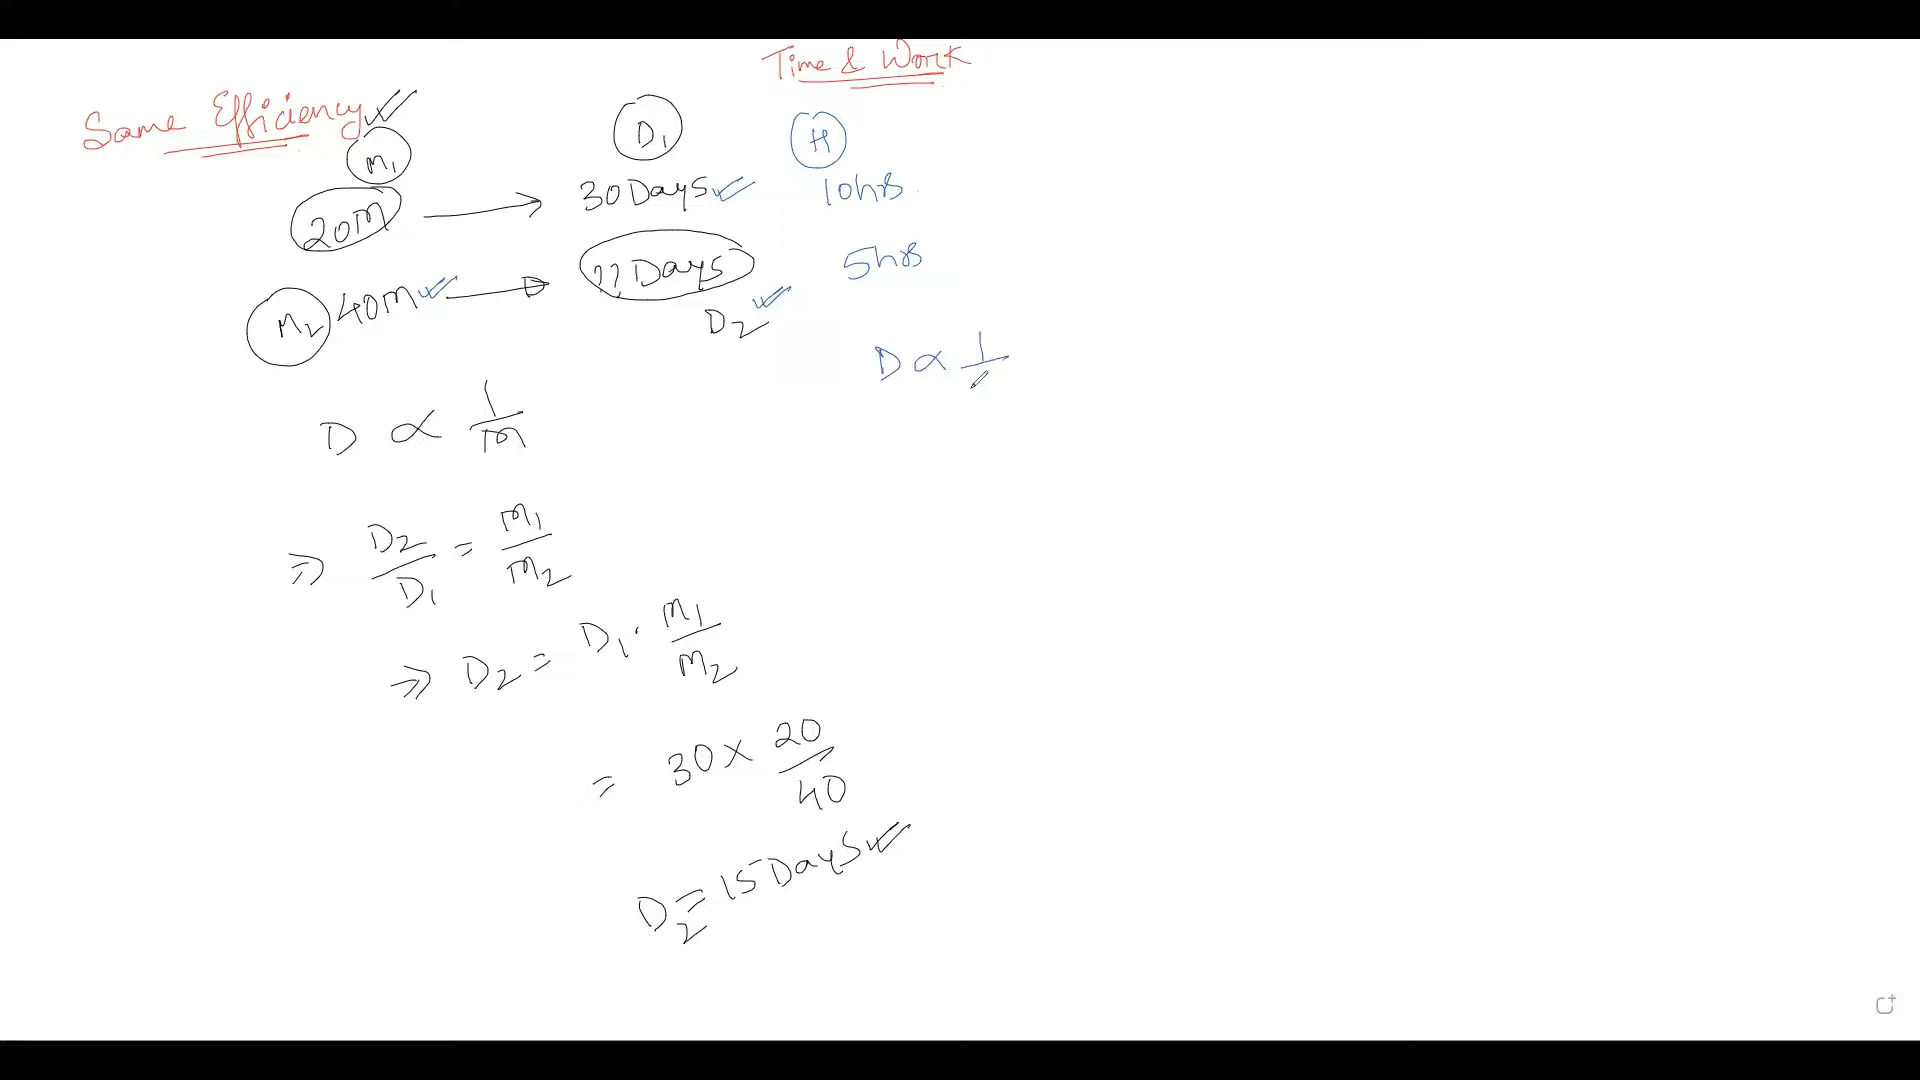 Time & Work
Same Efficiency
M1 D1 H
20M → 30 Days 10hrs
M2 40M → ?? Days 5hrs
D2
D ∝ 1/
D ∝ 1/M
⇒ D2/D1 = M1/M2
⇒ D2 = D1 · M1/M2
= 30 × 20/40
D2 = 15 Days